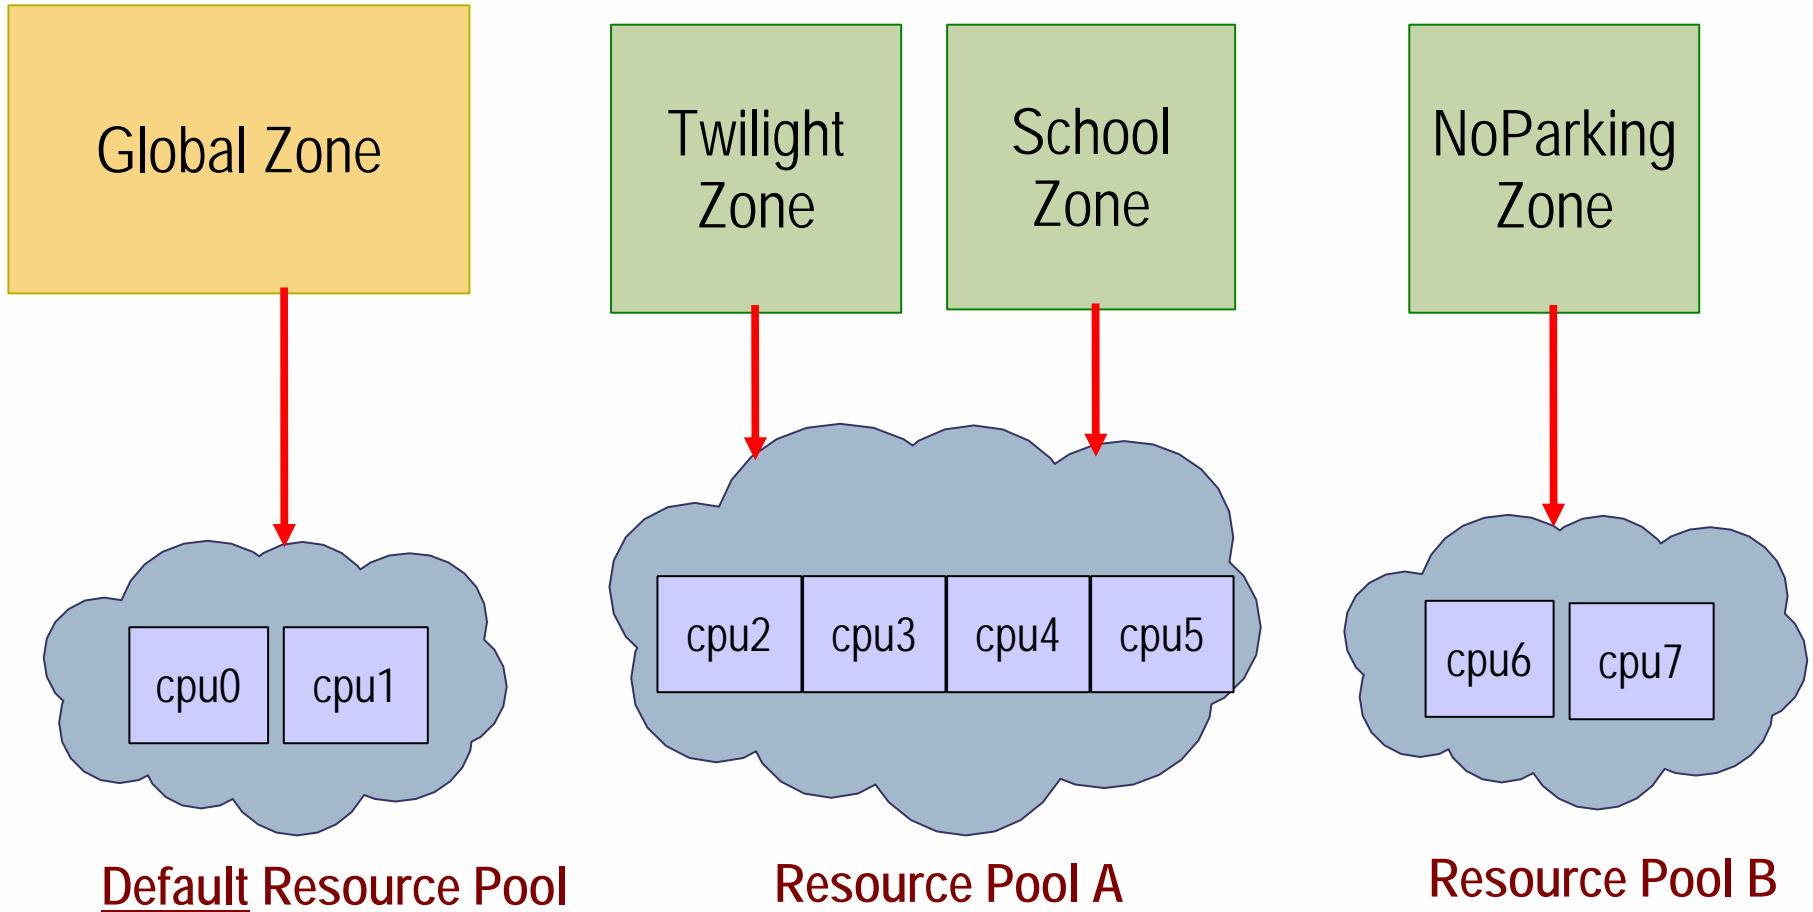 Global Zone
Twilight
Zone
School
Zone
NoParking
Zone
cpu0
cpu1
cpu2
cpu3
cpu4
cpu5
cpu6
cpu7
Default Resource Pool
Resource Pool A
Resource Pool B